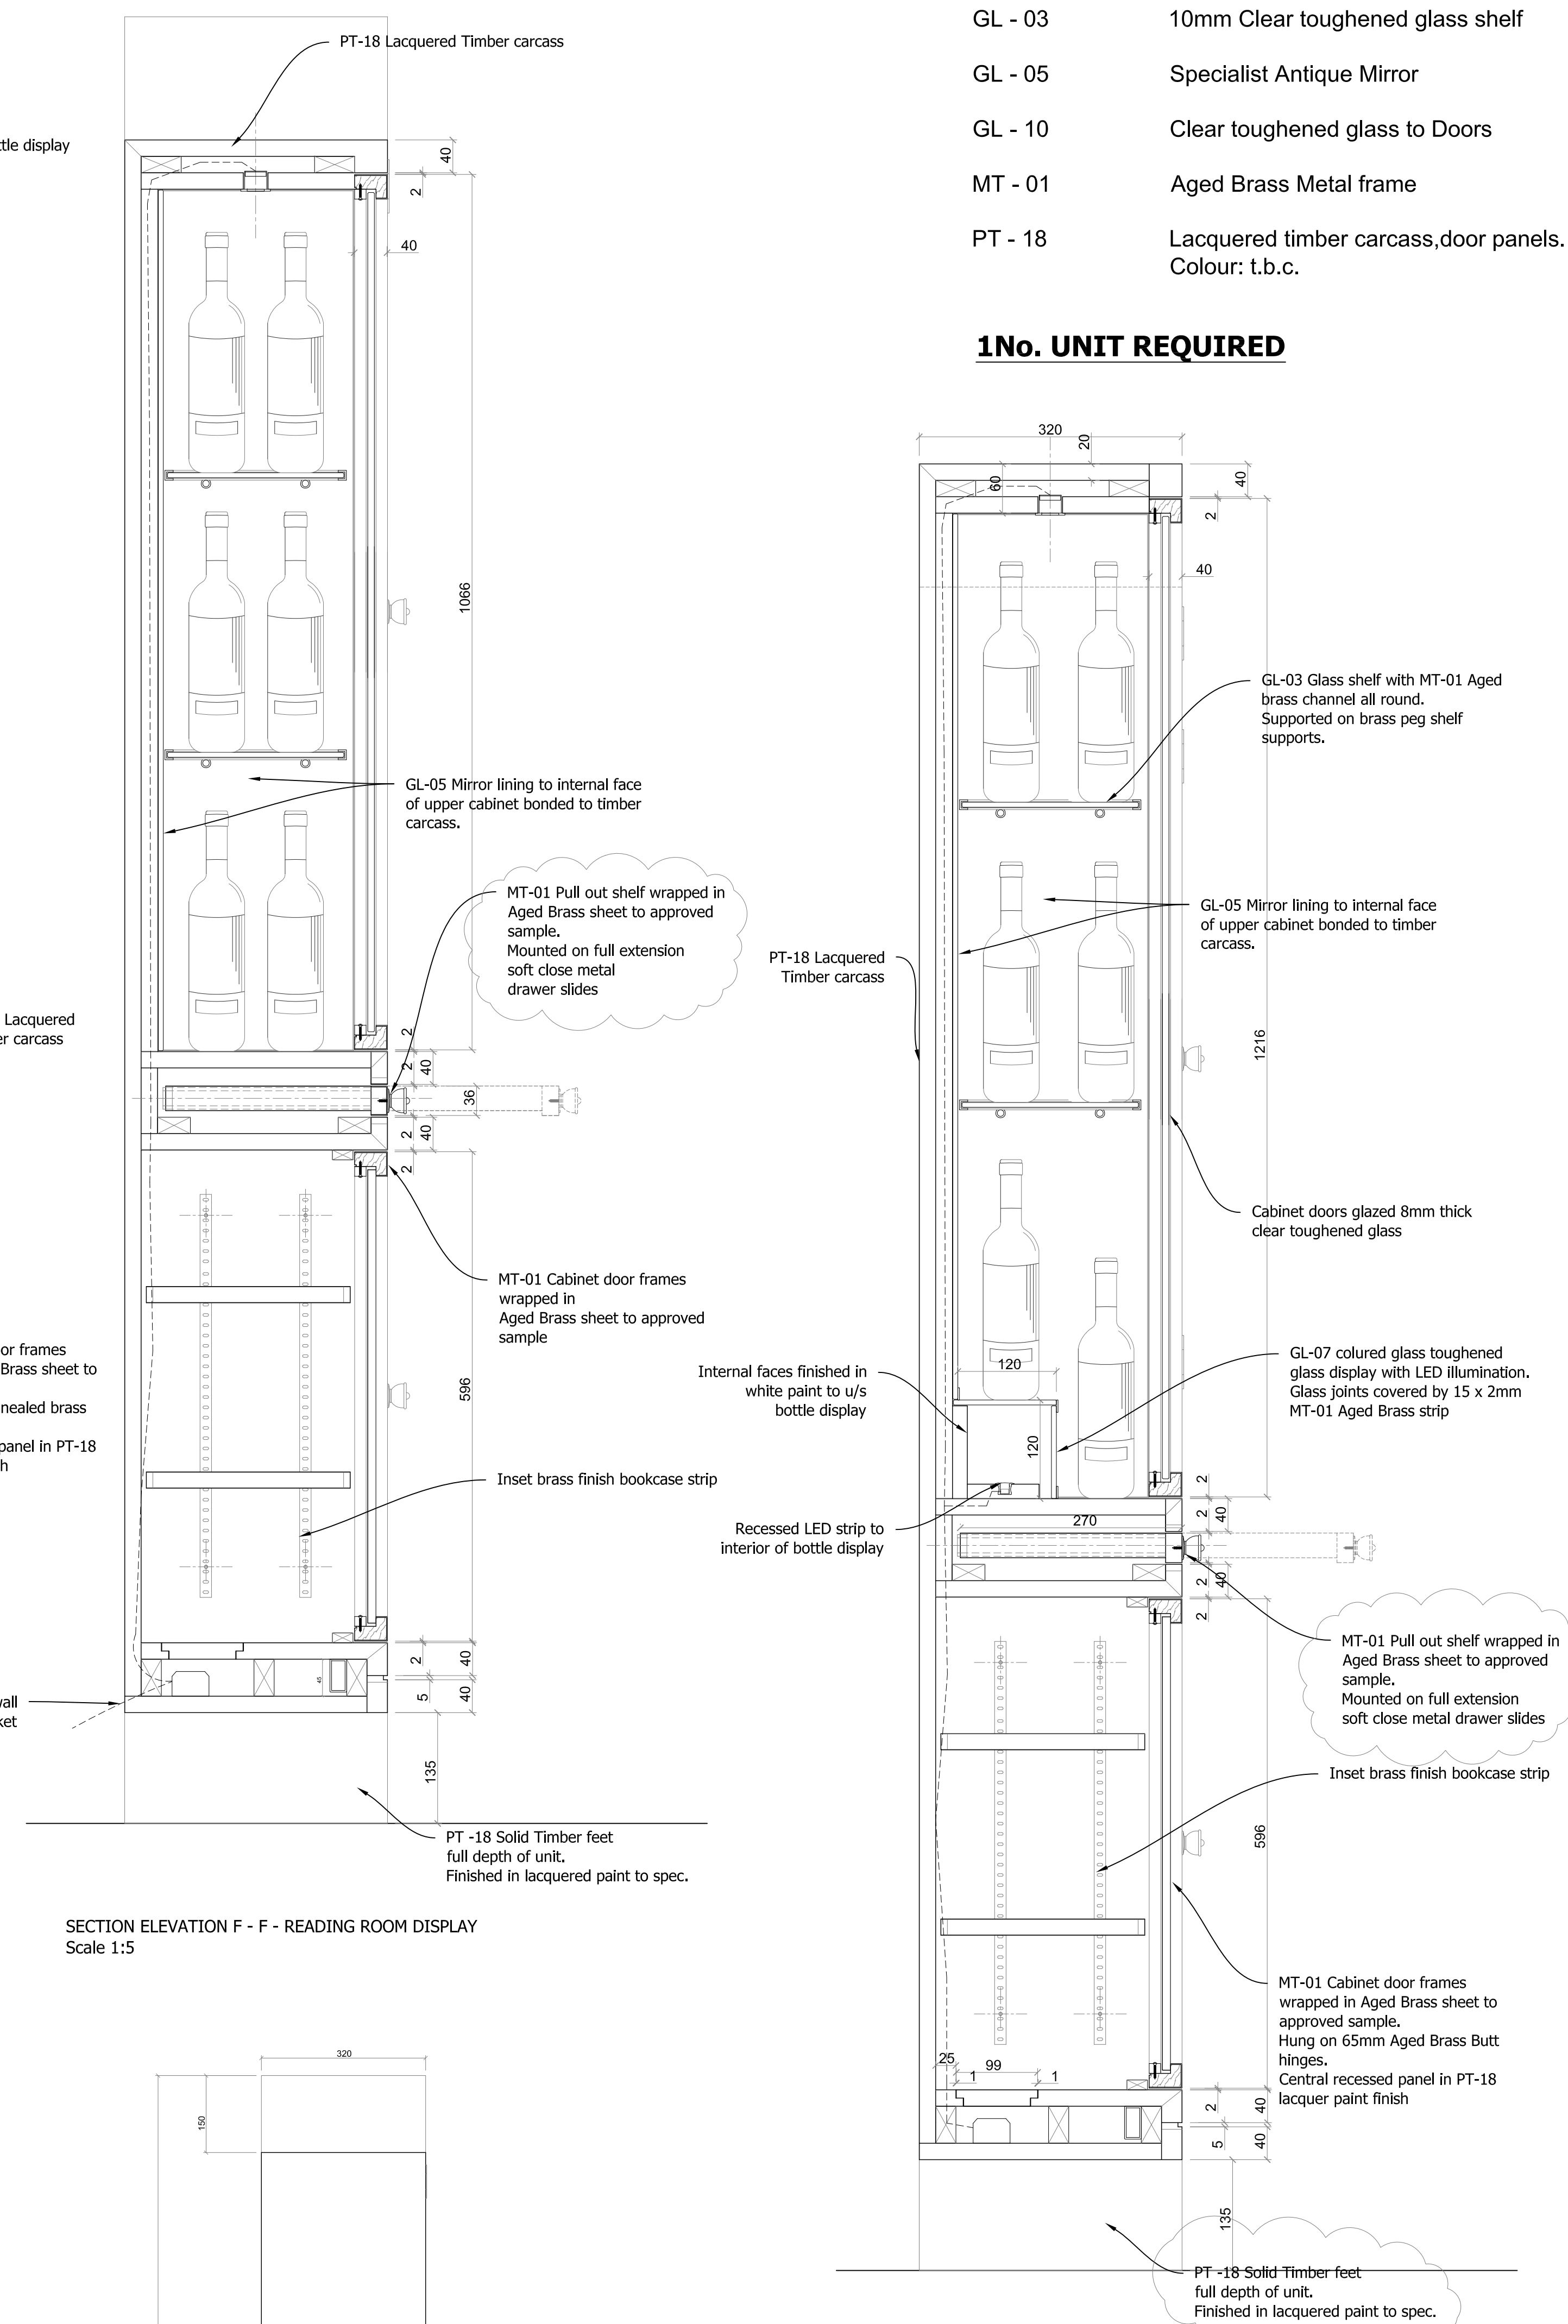 GL - 03 10mm Clear toughened glass shelf
GL - 05 Specialist Antique Mirror
GL - 10 Clear toughened glass to Doors
MT - 01 Aged Brass Metal frame
PT - 18 Lacquered timber carcass,door panels.
Colour: t.b.c.
1No. UNIT REQUIRED
PT-18 Lacquered Timber carcass
display
40
2
40
1066
GL-05 Mirror lining to internal face
of upper cabinet bonded to timber
carcass.
MT-01 Pull out shelf wrapped in
Aged Brass sheet to approved
sample.
Mounted on full extension
soft close metal
drawer slides
Lacquered
carcass
2
2
40
36
2
40
2
MT-01 Cabinet door frames
wrapped in
Aged Brass sheet to approved
sample
frames
Brass sheet to
brass
panel in PT-18
596
Inset brass finish bookcase strip
2
40
45
5
40
135
PT -18 Solid Timber feet
full depth of unit.
Finished in lacquered paint to spec.
SECTION ELEVATION F - F - READING ROOM DISPLAY
Scale 1:5
320
150
320
20
60
40
2
40
GL-03 Glass shelf with MT-01 Aged
brass channel all round.
Supported on brass peg shelf
supports.
GL-05 Mirror lining to internal face
of upper cabinet bonded to timber
carcass.
PT-18 Lacquered
Timber carcass
1216
Cabinet doors glazed 8mm thick
clear toughened glass
Internal faces finished in
white paint to u/s
bottle display
120
120
GL-07 colured glass toughened
glass display with LED illumination.
Glass joints covered by 15 x 2mm
MT-01 Aged Brass strip
Recessed LED strip to
interior of bottle display
2
2
40
270
2
40
2
MT-01 Pull out shelf wrapped in
Aged Brass sheet to approved
sample.
Mounted on full extension
soft close metal drawer slides
Inset brass finish bookcase strip
596
MT-01 Cabinet door frames
wrapped in Aged Brass sheet to
approved sample.
Hung on 65mm Aged Brass Butt
hinges.
Central recessed panel in PT-18
lacquer paint finish
25
99
1
1
2
40
5
40
135
PT -18 Solid Timber feet
full depth of unit.
Finished in lacquered paint to spec.